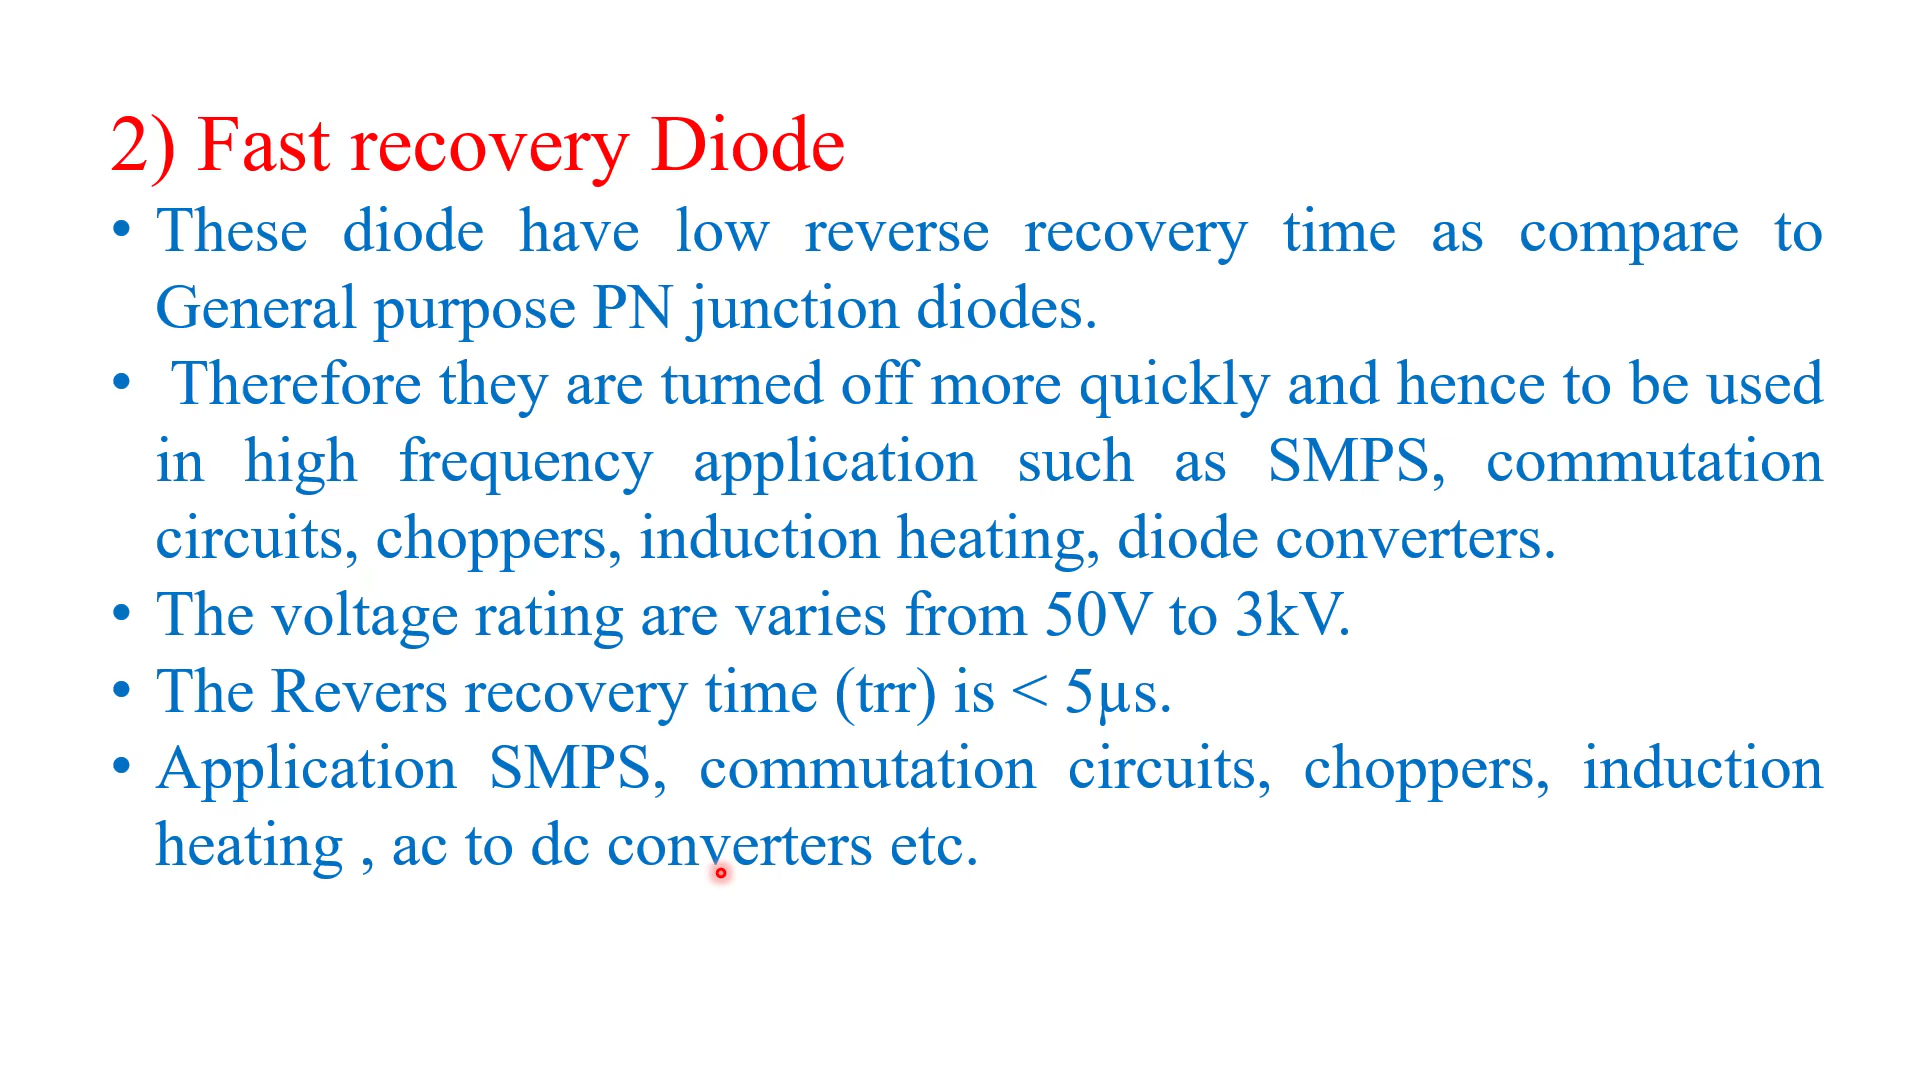 2) Fast recovery Diode
• These diode have low reverse recovery time as compare to
General purpose PN junction diodes.
• Therefore they are turned off more quickly and hence to be used
in high frequency application such as SMPS, commutation
circuits, choppers, induction heating, diode converters.
• The voltage rating are varies from 50V to 3kV.
• The Revers recovery time (trr) is < 5µs.
• Application SMPS, commutation circuits, choppers, induction
heating , ac to dc converters etc.